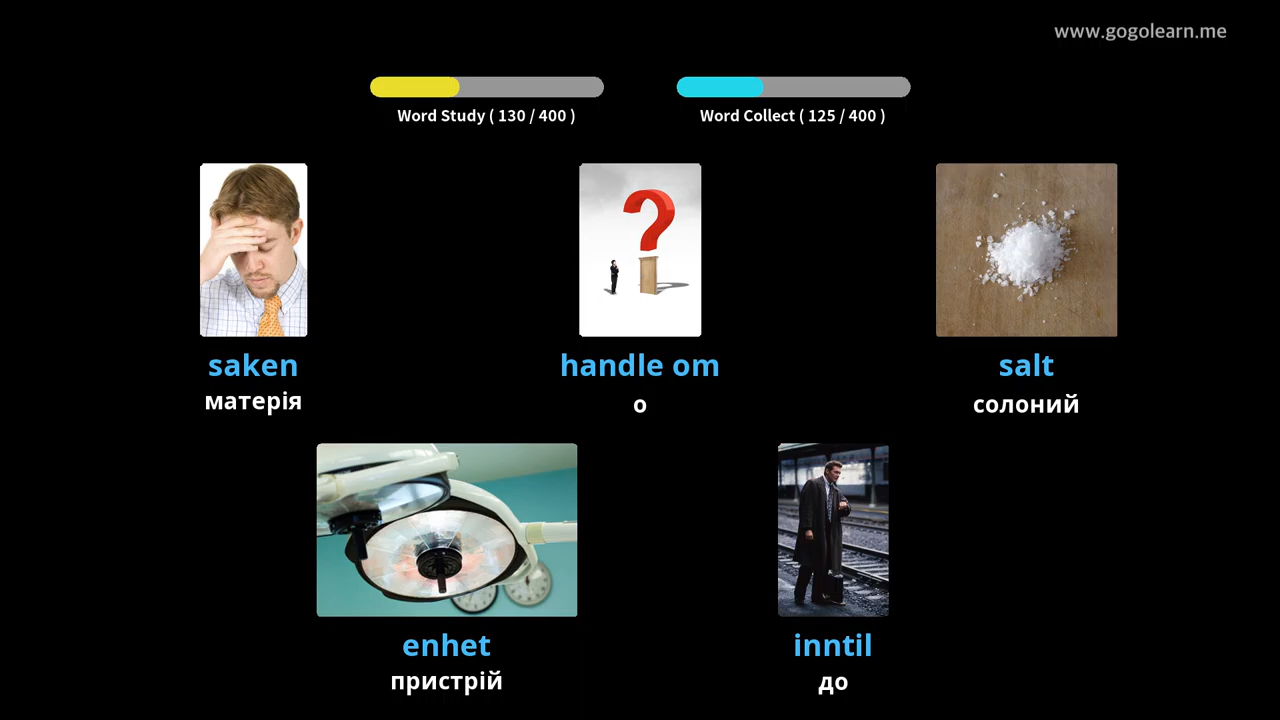 www.gogolearn.me
Word Study ( 130 / 400 )
Word Collect ( 125 / 400 )
saken
матерія
handle om
о
salt
солоний
enhet
пристрій
inntil
до